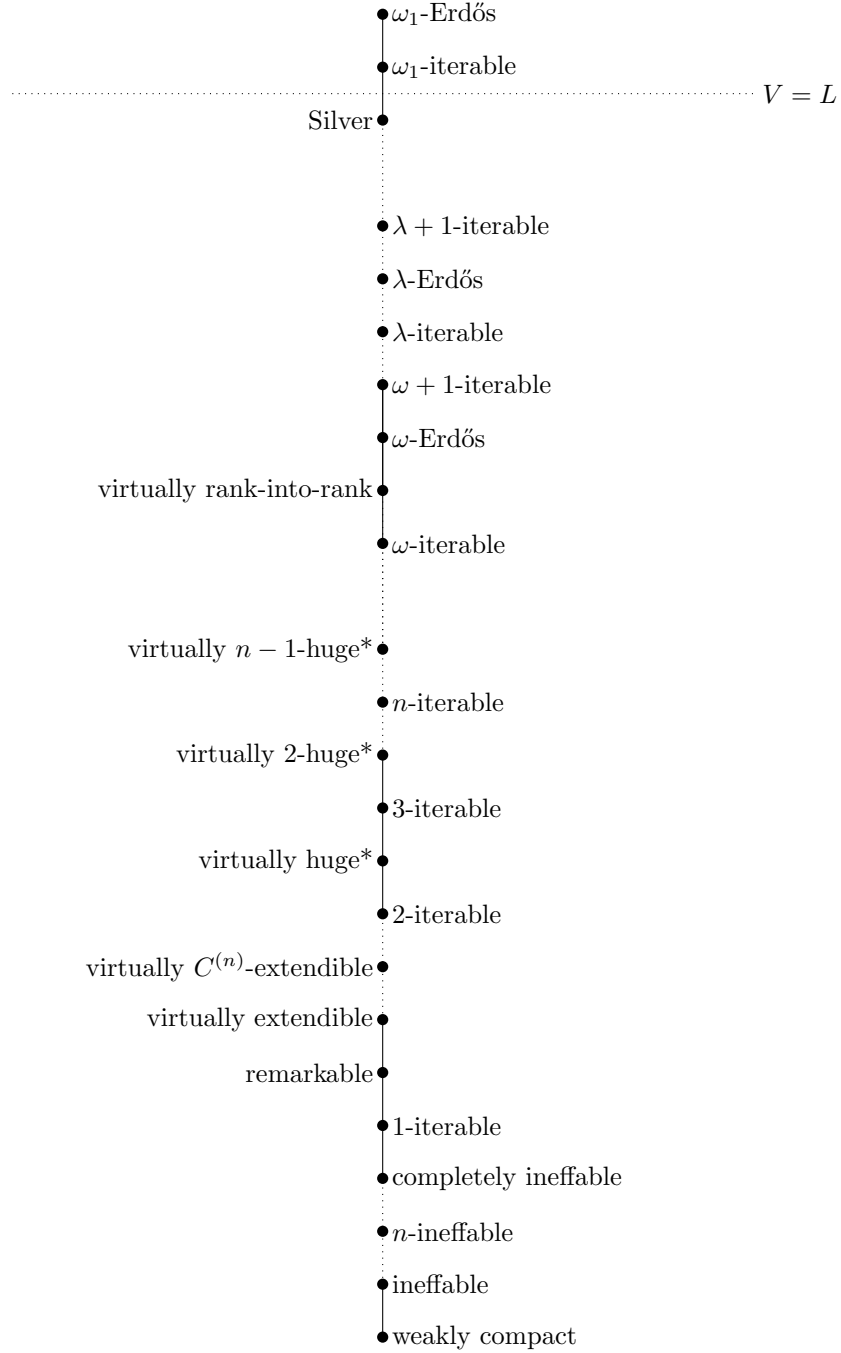 ω₁-Erdős
ω₁-iterable
V = L
Silver
λ + 1-iterable
λ-Erdős
λ-iterable
ω + 1-iterable
ω-Erdős
virtually rank-into-rank
ω-iterable
virtually n − 1-huge*
n-iterable
virtually 2-huge*
3-iterable
virtually huge*
2-iterable
virtually C⁽ⁿ⁾-extendible
virtually extendible
remarkable
1-iterable
completely ineffable
n-ineffable
ineffable
weakly compact